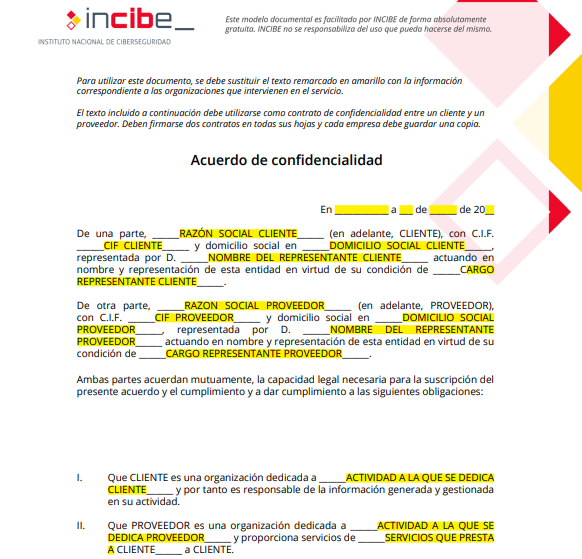 incibe_
INSTITUTO NACIONAL DE CIBERSEGURIDAD
Este modelo documental es facilitado por INCIBE de forma absolutamente
gratuita. INCIBE no se responsabiliza del uso que pueda hacerse del mismo.
Para utilizar este documento, se debe sustituir el texto remarcado en amarillo con la información
correspondiente a las organizaciones que intervienen en el servicio.
El texto incluido a continuación debe utilizarse como contrato de confidencialidad entre un cliente y un
proveedor. Deben firmarse dos contratos en todas sus hojas y cada empresa debe guardar una copia.
Acuerdo de confidencialidad
En ___________ a ___ de ______ de 20__
De una parte, ______RAZÓN SOCIAL CLIENTE______ (en adelante, CLIENTE), con C.I.F.
______CIF CLIENTE______ y domicilio social en ______DOMICILIO SOCIAL CLIENTE______,
representada por D. ______NOMBRE DEL REPRESENTANTE CLIENTE______ actuando en
nombre y representación de esta entidad en virtud de su condición de ______CARGO
REPRESENTANTE CLIENTE______.
De otra parte, ______RAZON SOCIAL PROVEEDOR______ (en adelante, PROVEEDOR),
con C.I.F. ______CIF PROVEEDOR______ y domicilio social en ______DOMICILIO SOCIAL
PROVEEDOR______, representada por D. ______NOMBRE DEL REPRESENTANTE
PROVEEDOR______ actuando en nombre y representación de esta entidad en virtud de su
condición de ______CARGO REPRESENTANTE PROVEEDOR______.
Ambas partes acuerdan mutuamente, la capacidad legal necesaria para la suscripción del
presente acuerdo y el cumplimiento y a dar cumplimiento a las siguientes obligaciones:
I. Que CLIENTE es una organización dedicada a ______ACTIVIDAD A LA QUE SE DEDICA
CLIENTE______ y por tanto es responsable de la información generada y gestionada
en su actividad.
II. Que PROVEEDOR es una organización dedicada a ______ACTIVIDAD A LA QUE SE
DEDICA PROVEEDOR______ y proporciona servicios de ______SERVICIOS QUE PRESTA
A CLIENTE______ a CLIENTE.